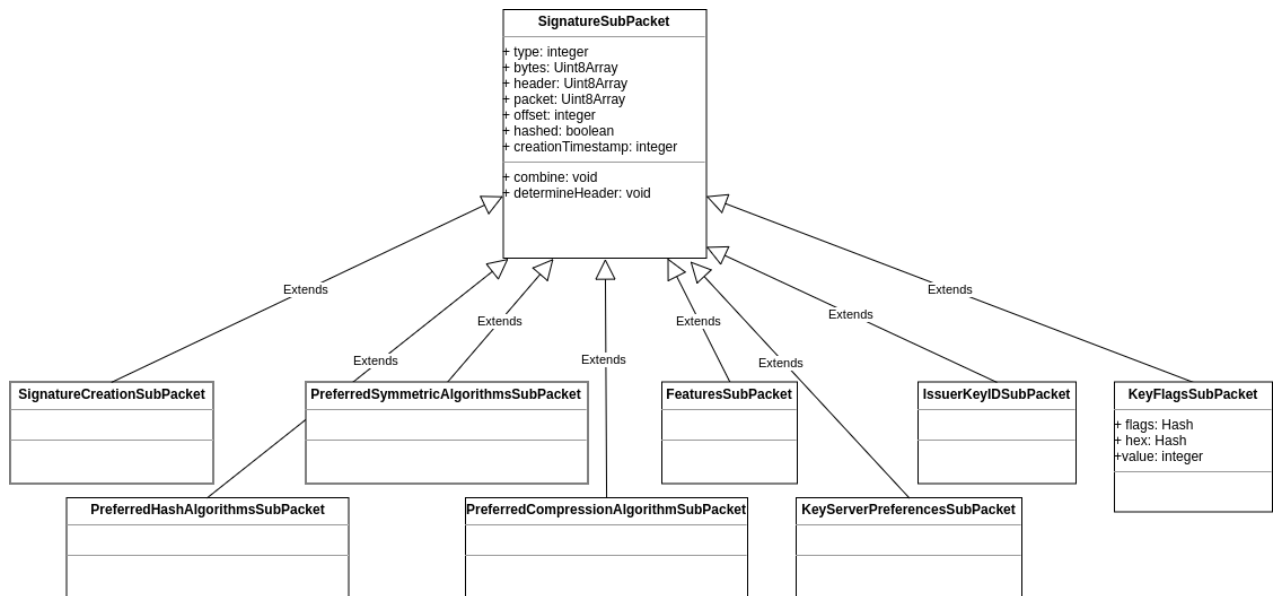 SignatureSubPacket
+ type: integer
+ bytes: Uint8Array
+ header: Uint8Array
+ packet: Uint8Array
+ offset: integer
+ hashed: boolean
+ creationTimestamp: integer
+ combine: void
+ determineHeader: void
Extends
Extends
Extends
Extends
Extends
Extends
Extends
Extends
SignatureCreationSubPacket
PreferredSymmetricAlgorithmsSubPacket
FeaturesSubPacket
IssuerKeyIDSubPacket
KeyFlagsSubPacket
+ flags: Hash
+ hex: Hash
+value: integer
PreferredHashAlgorithmsSubPacket
PreferredCompressionAlgorithmSubPacket
KeyServerPreferencesSubPacket